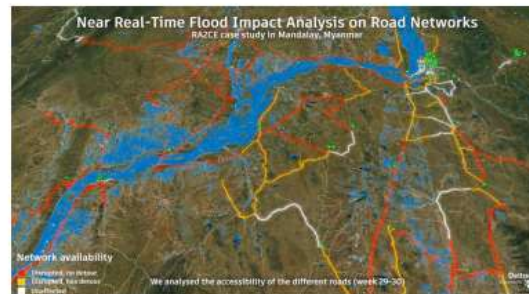 Near Real-Time Flood Impact Analysis on Road Networks
RA2CE case study in Mandalay, Myanmar
Network availability
Disrupted, no detour
Disrupted, has detour
We analysed the accessibility of the different roads (week 29-30)